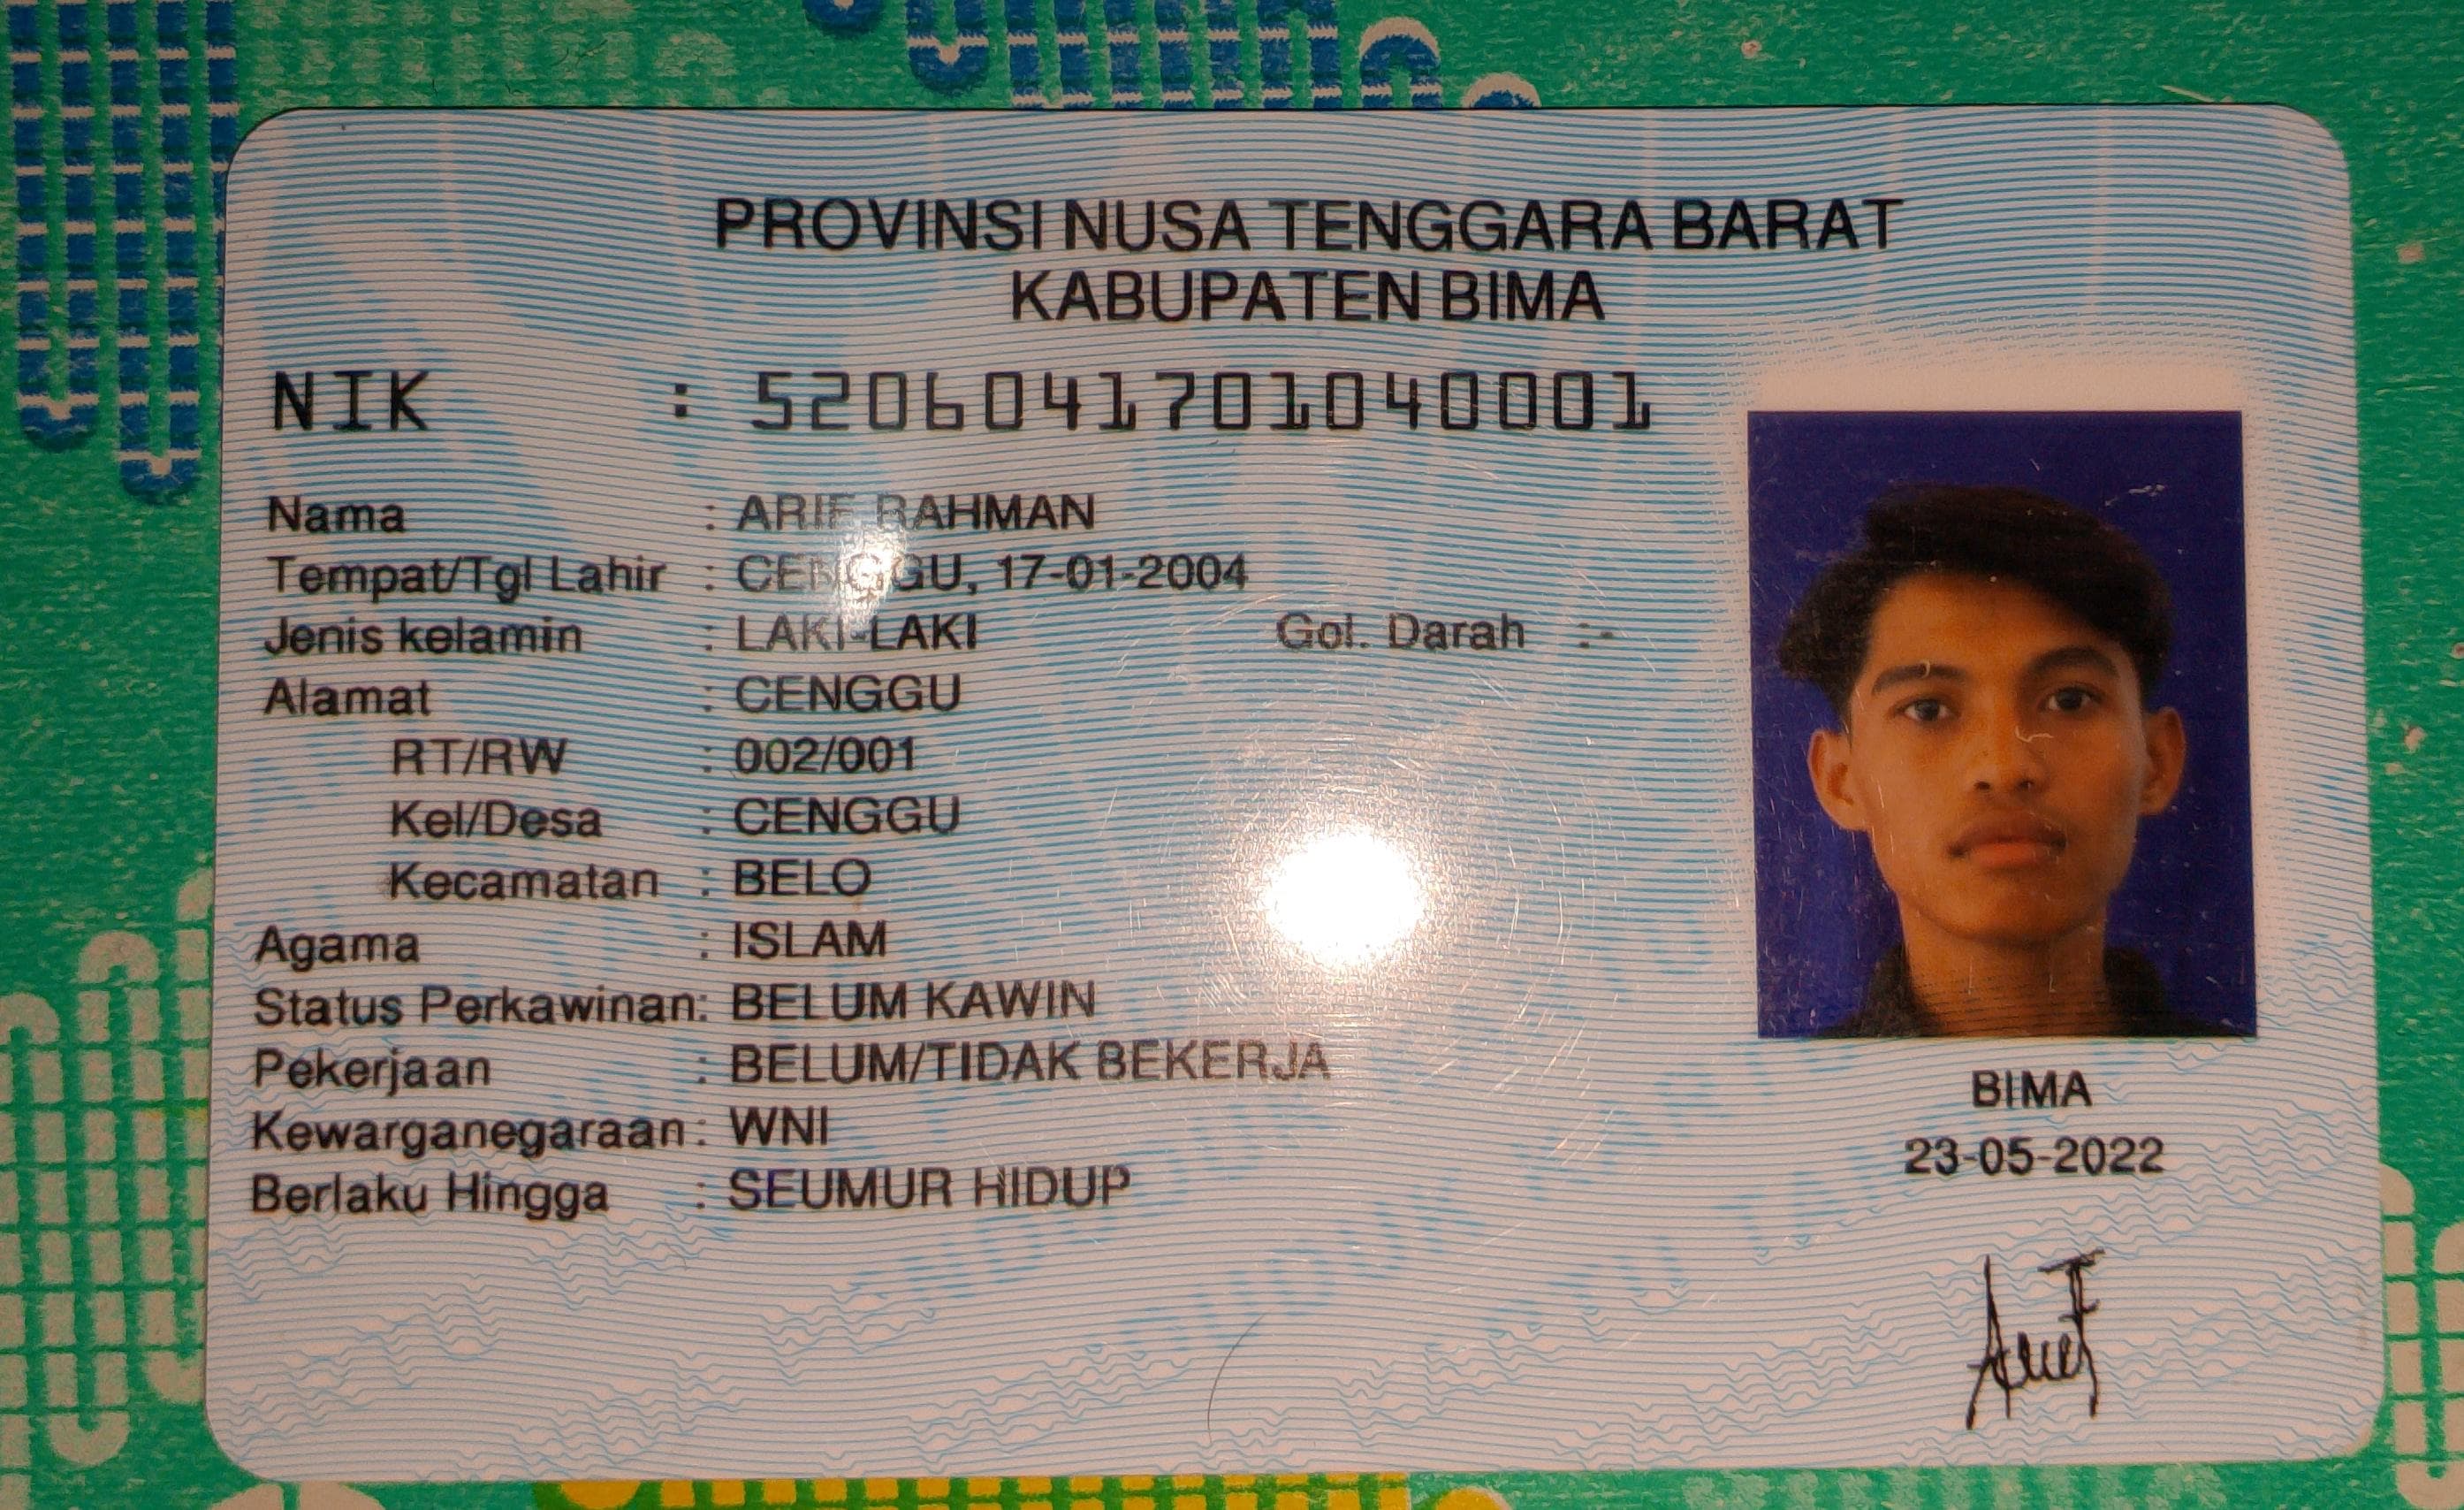 PROVINSI NUSA TENGGARA BARAT
KABUPATEN BIMA
NIK : 5206041701040001
Nama : ARIF RAHMAN
Tempat/Tgl Lahir : CENGGU, 17-01-2004
Jenis kelamin : LAKI-LAKI Gol. Darah :-
Alamat : CENGGU
RT/RW : 002/001
Kel/Desa : CENGGU
Kecamatan : BELO
Agama : ISLAM
Status Perkawinan: BELUM KAWIN
Pekerjaan : BELUM/TIDAK BEKERJA
Kewarganegaraan: WNI
Berlaku Hingga : SEUMUR HIDUP
BIMA
23-05-2022